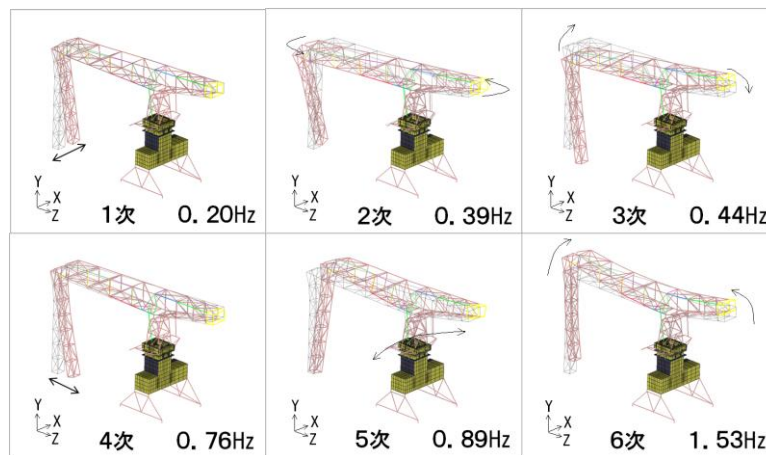 Y X Z 1次 0.20Hz
Y X Z 2次 0.39Hz
Y X Z 3次 0.44Hz
Y X Z 4次 0.76Hz
Y X Z 5次 0.89Hz
Y X Z 6次 1.53Hz